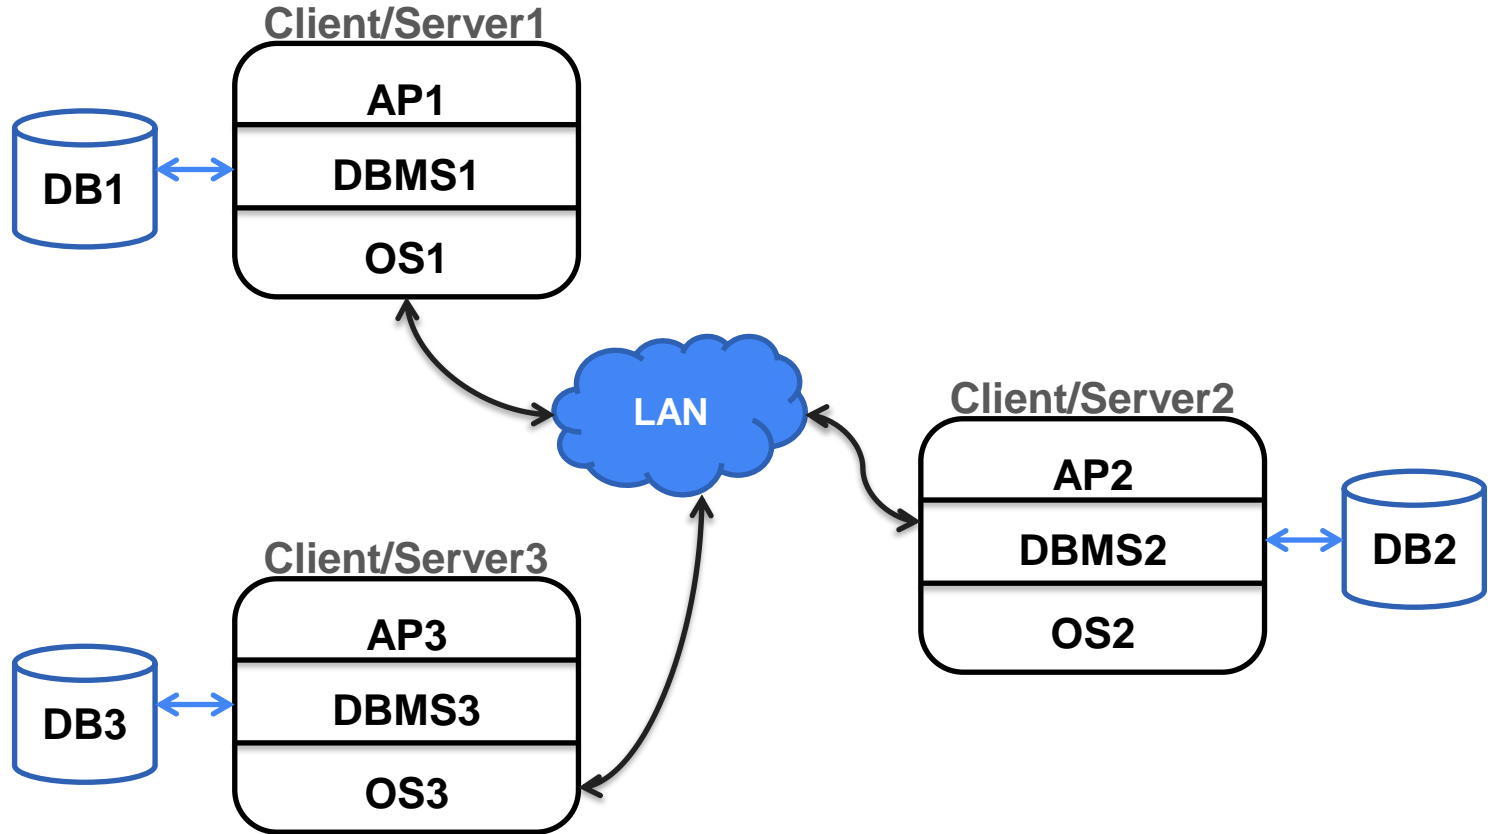 Client/Server1
AP1
DBMS1
OS1
DB1
LAN
Client/Server2
AP2
DBMS2
OS2
DB2
Client/Server3
AP3
DBMS3
OS3
DB3